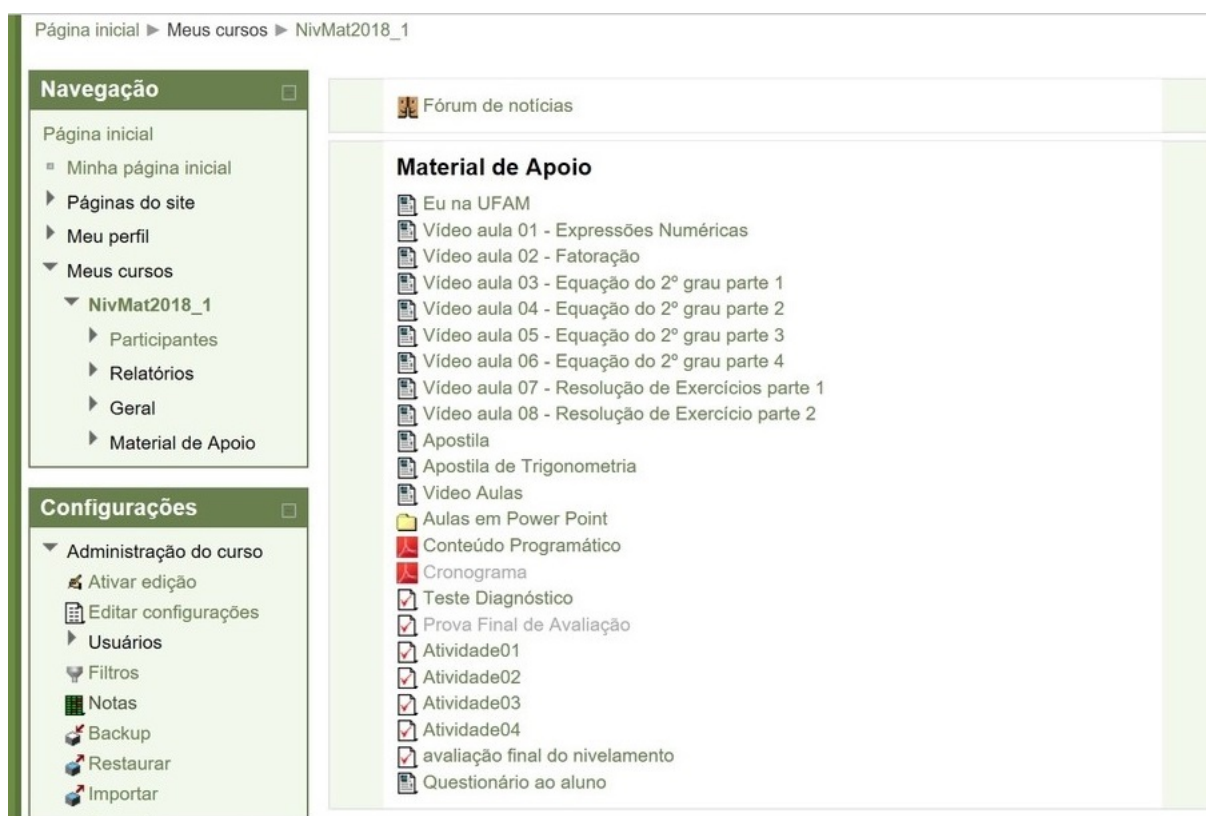 Página inicial ▶ Meus cursos ▶ NivMat2018_1
Navegação
Página inicial
Minha página inicial
Páginas do site
Meu perfil
Meus cursos
NivMat2018_1
Participantes
Relatórios
Geral
Material de Apoio
Configurações
Administração do curso
Ativar edição
Editar configurações
Usuários
Filtros
Notas
Backup
Restaurar
Importar
Fórum de notícias
Material de Apoio
Eu na UFAM
Vídeo aula 01 - Expressões Numéricas
Vídeo aula 02 - Fatoração
Vídeo aula 03 - Equação do 2º grau parte 1
Vídeo aula 04 - Equação do 2º grau parte 2
Vídeo aula 05 - Equação do 2º grau parte 3
Vídeo aula 06 - Equação do 2º grau parte 4
Vídeo aula 07 - Resolução de Exercícios parte 1
Vídeo aula 08 - Resolução de Exercício parte 2
Apostila
Apostila de Trigonometria
Video Aulas
Aulas em Power Point
Conteúdo Programático
Cronograma
Teste Diagnóstico
Prova Final de Avaliação
Atividade01
Atividade02
Atividade03
Atividade04
avaliação final do nivelamento
Questionário ao aluno